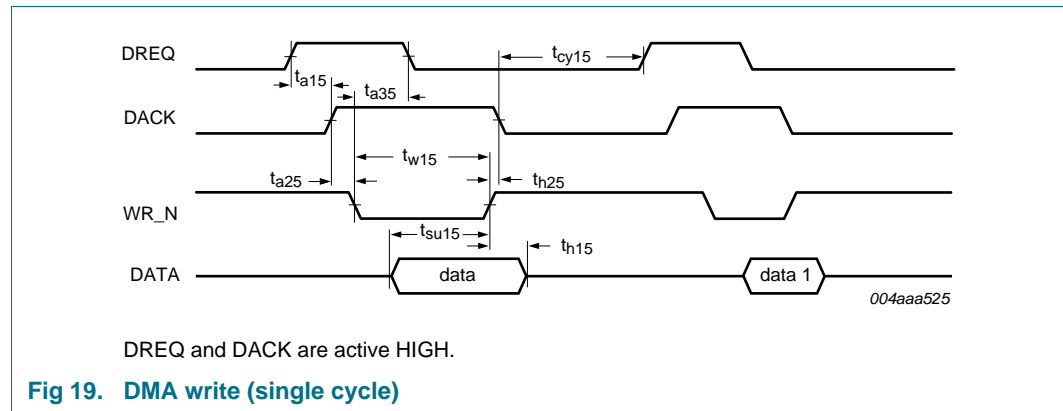 DREQ
t_cy15
t_a15
t_a35
DACK
t_w15
t_a25
t_h25
WR_N
t_su15
t_h15
DATA
data
data 1
004aaa525
DREQ and DACK are active HIGH.
Fig 19. DMA write (single cycle)